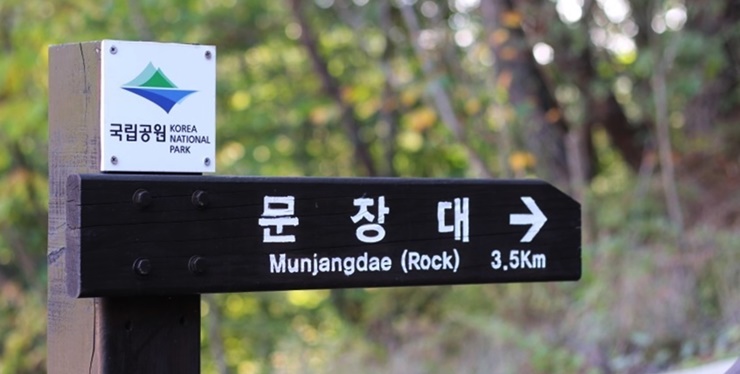 국립공원
KOREA
NATIONAL
PARK
문장대 →
Munjangdae (Rock) 3.5Km